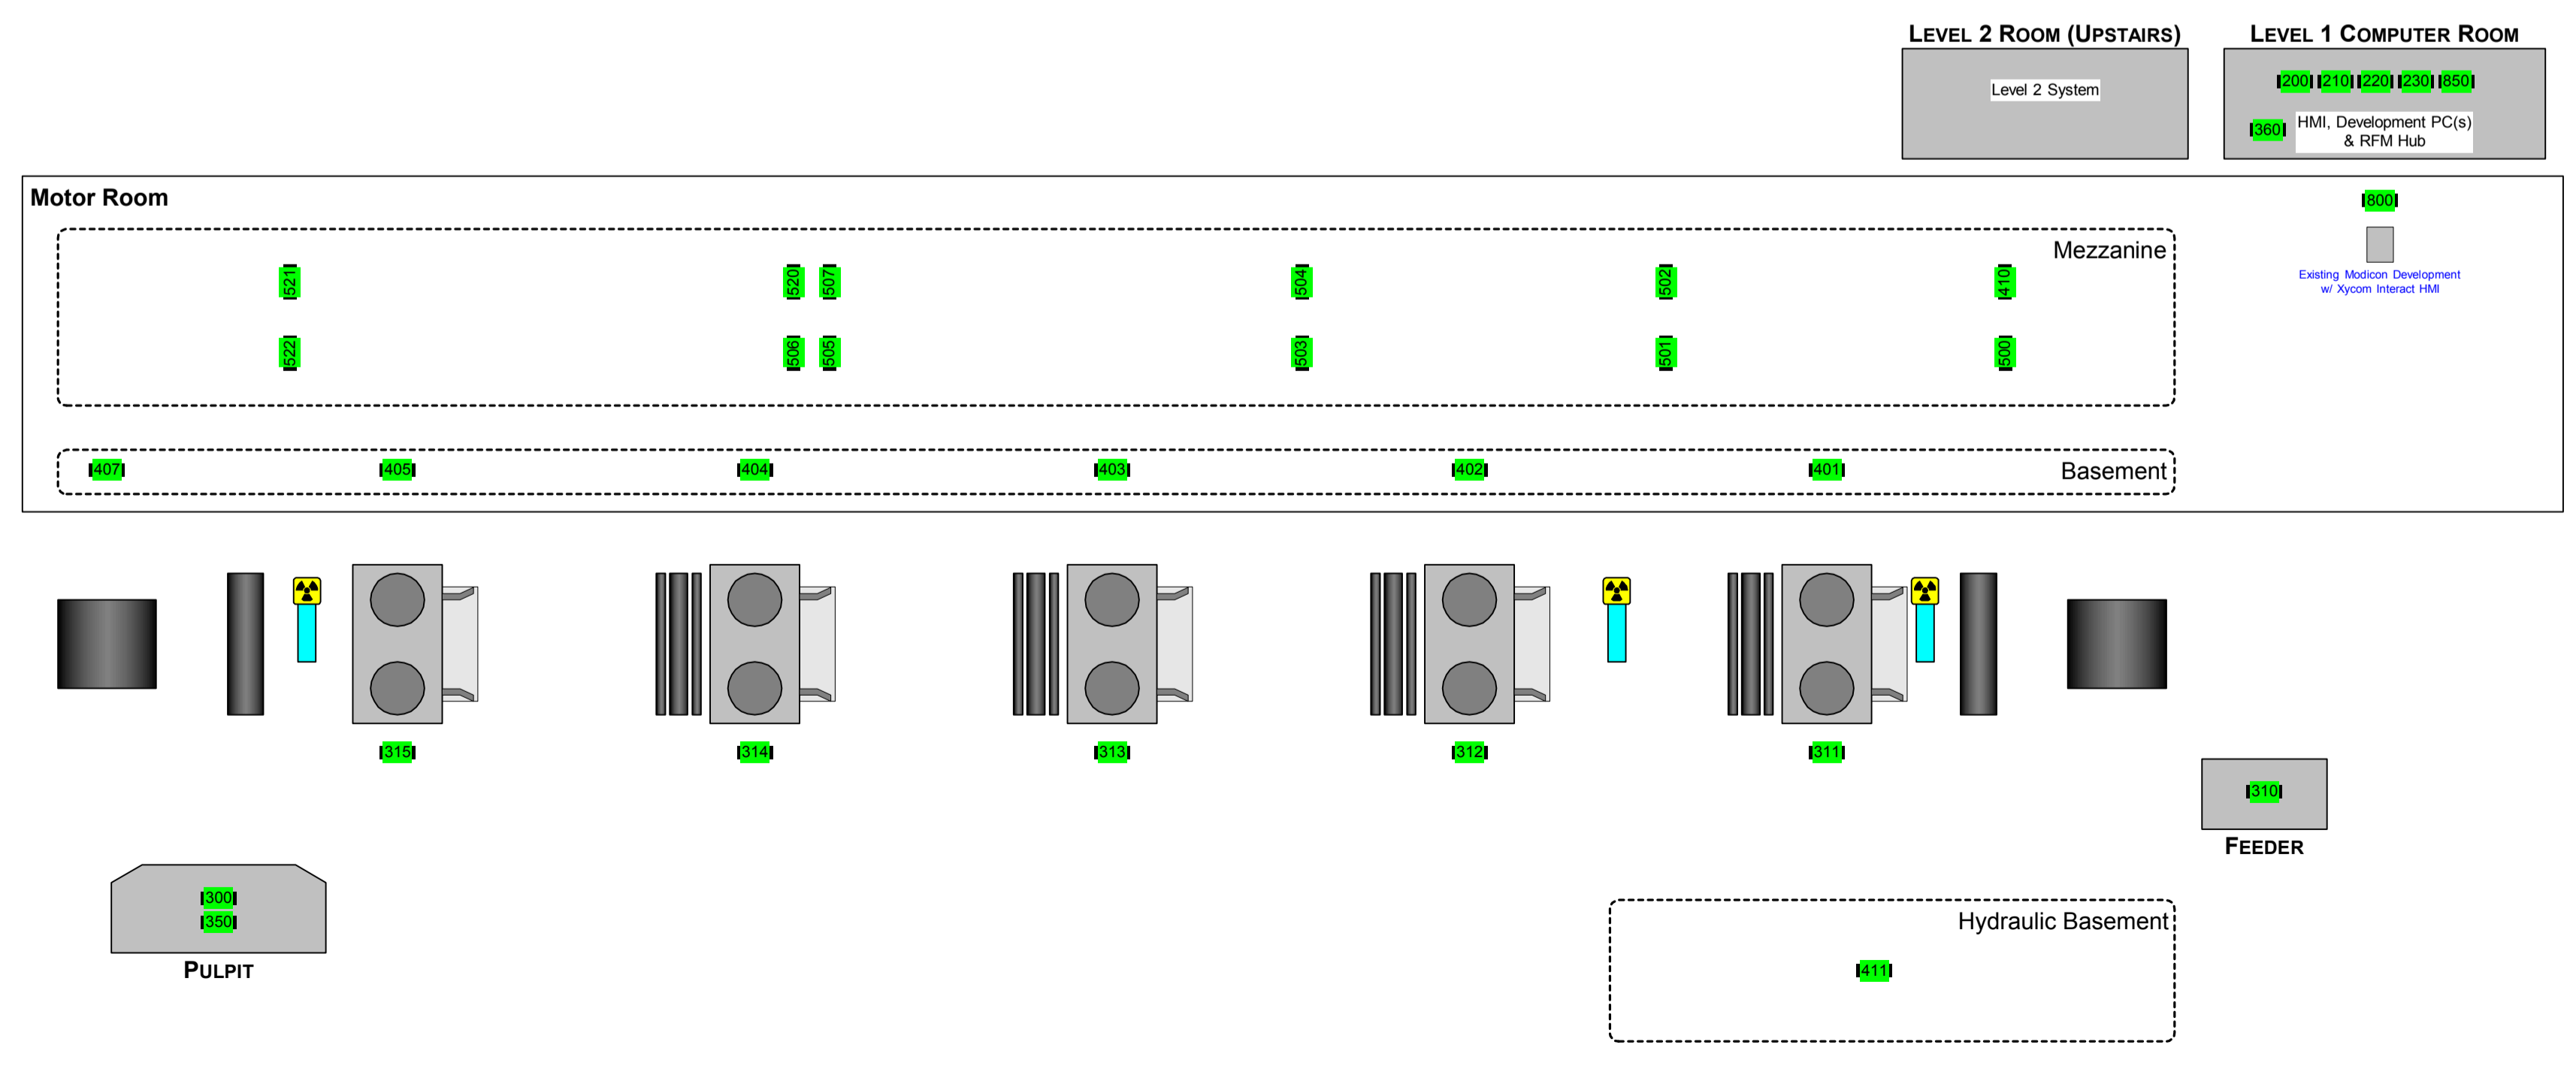 LEVEL 2 ROOM (UPSTAIRS)
LEVEL 1 COMPUTER ROOM
Level 2 System
200 210 220 230 850
360
HMI, Development PC(s)
& RFM Hub
Motor Room
800
Mezzanine
Existing Modicon Development
w/ Xycom Interact HMI
521 520 507 504 502 410
522 506 505 503 501 500
407 405 404 403 402 401
Basement
315 314 313 312 311
310
FEEDER
300
350
PULPIT
Hydraulic Basement
411